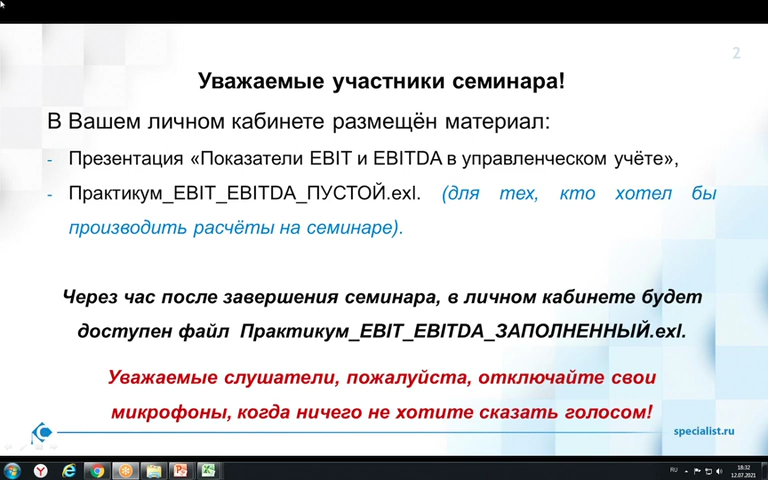 2
Уважаемые участники семинара!
В Вашем личном кабинете размещён материал:
- Презентация «Показатели EBIT и EBITDA в управленческом учёте»,
- Практикум_EBIT_EBITDA_ПУСТОЙ.exl. (для тех, кто хотел бы
производить расчёты на семинаре).
Через час после завершения семинара, в личном кабинете будет
доступен файл Практикум_EBIT_EBITDA_ЗАПОЛНЕННЫЙ.exl.
Уважаемые слушатели, пожалуйста, отключайте свои
микрофоны, когда ничего не хотите сказать голосом!
specialist.ru
RU
18:32
12.07.2021